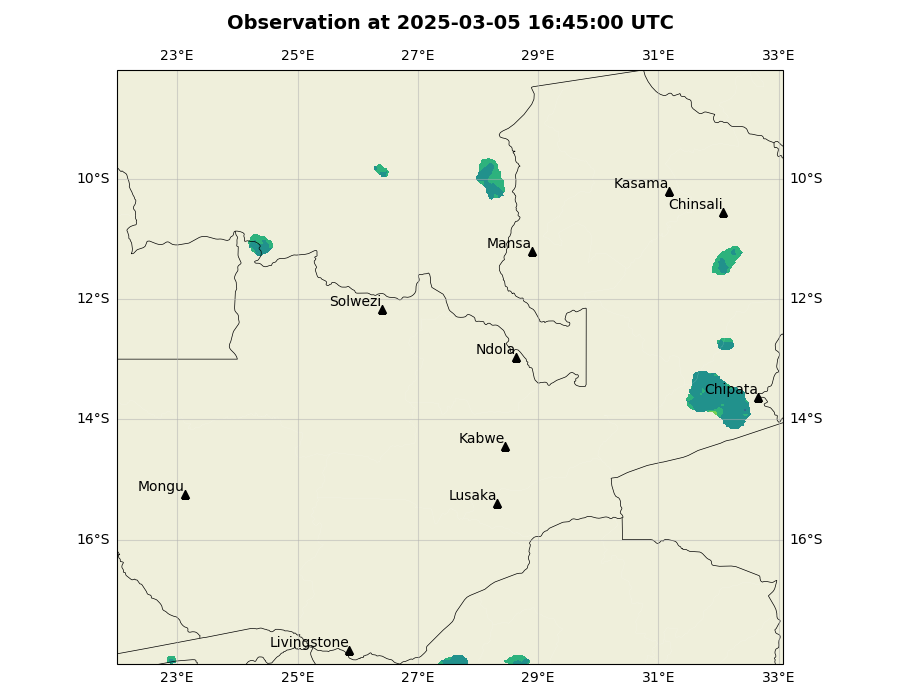 Observation at 2025-03-05 16:45:00 UTC
23°E 25°E 27°E 29°E 31°E 33°E
10°S 10°S
Kasama
Chinsali
Mansa
12°S 12°S
Solwezi
Ndola
Chipata
14°S 14°S
Kabwe
Mongu
Lusaka
16°S 16°S
Livingstone
23°E 25°E 27°E 29°E 31°E 33°E